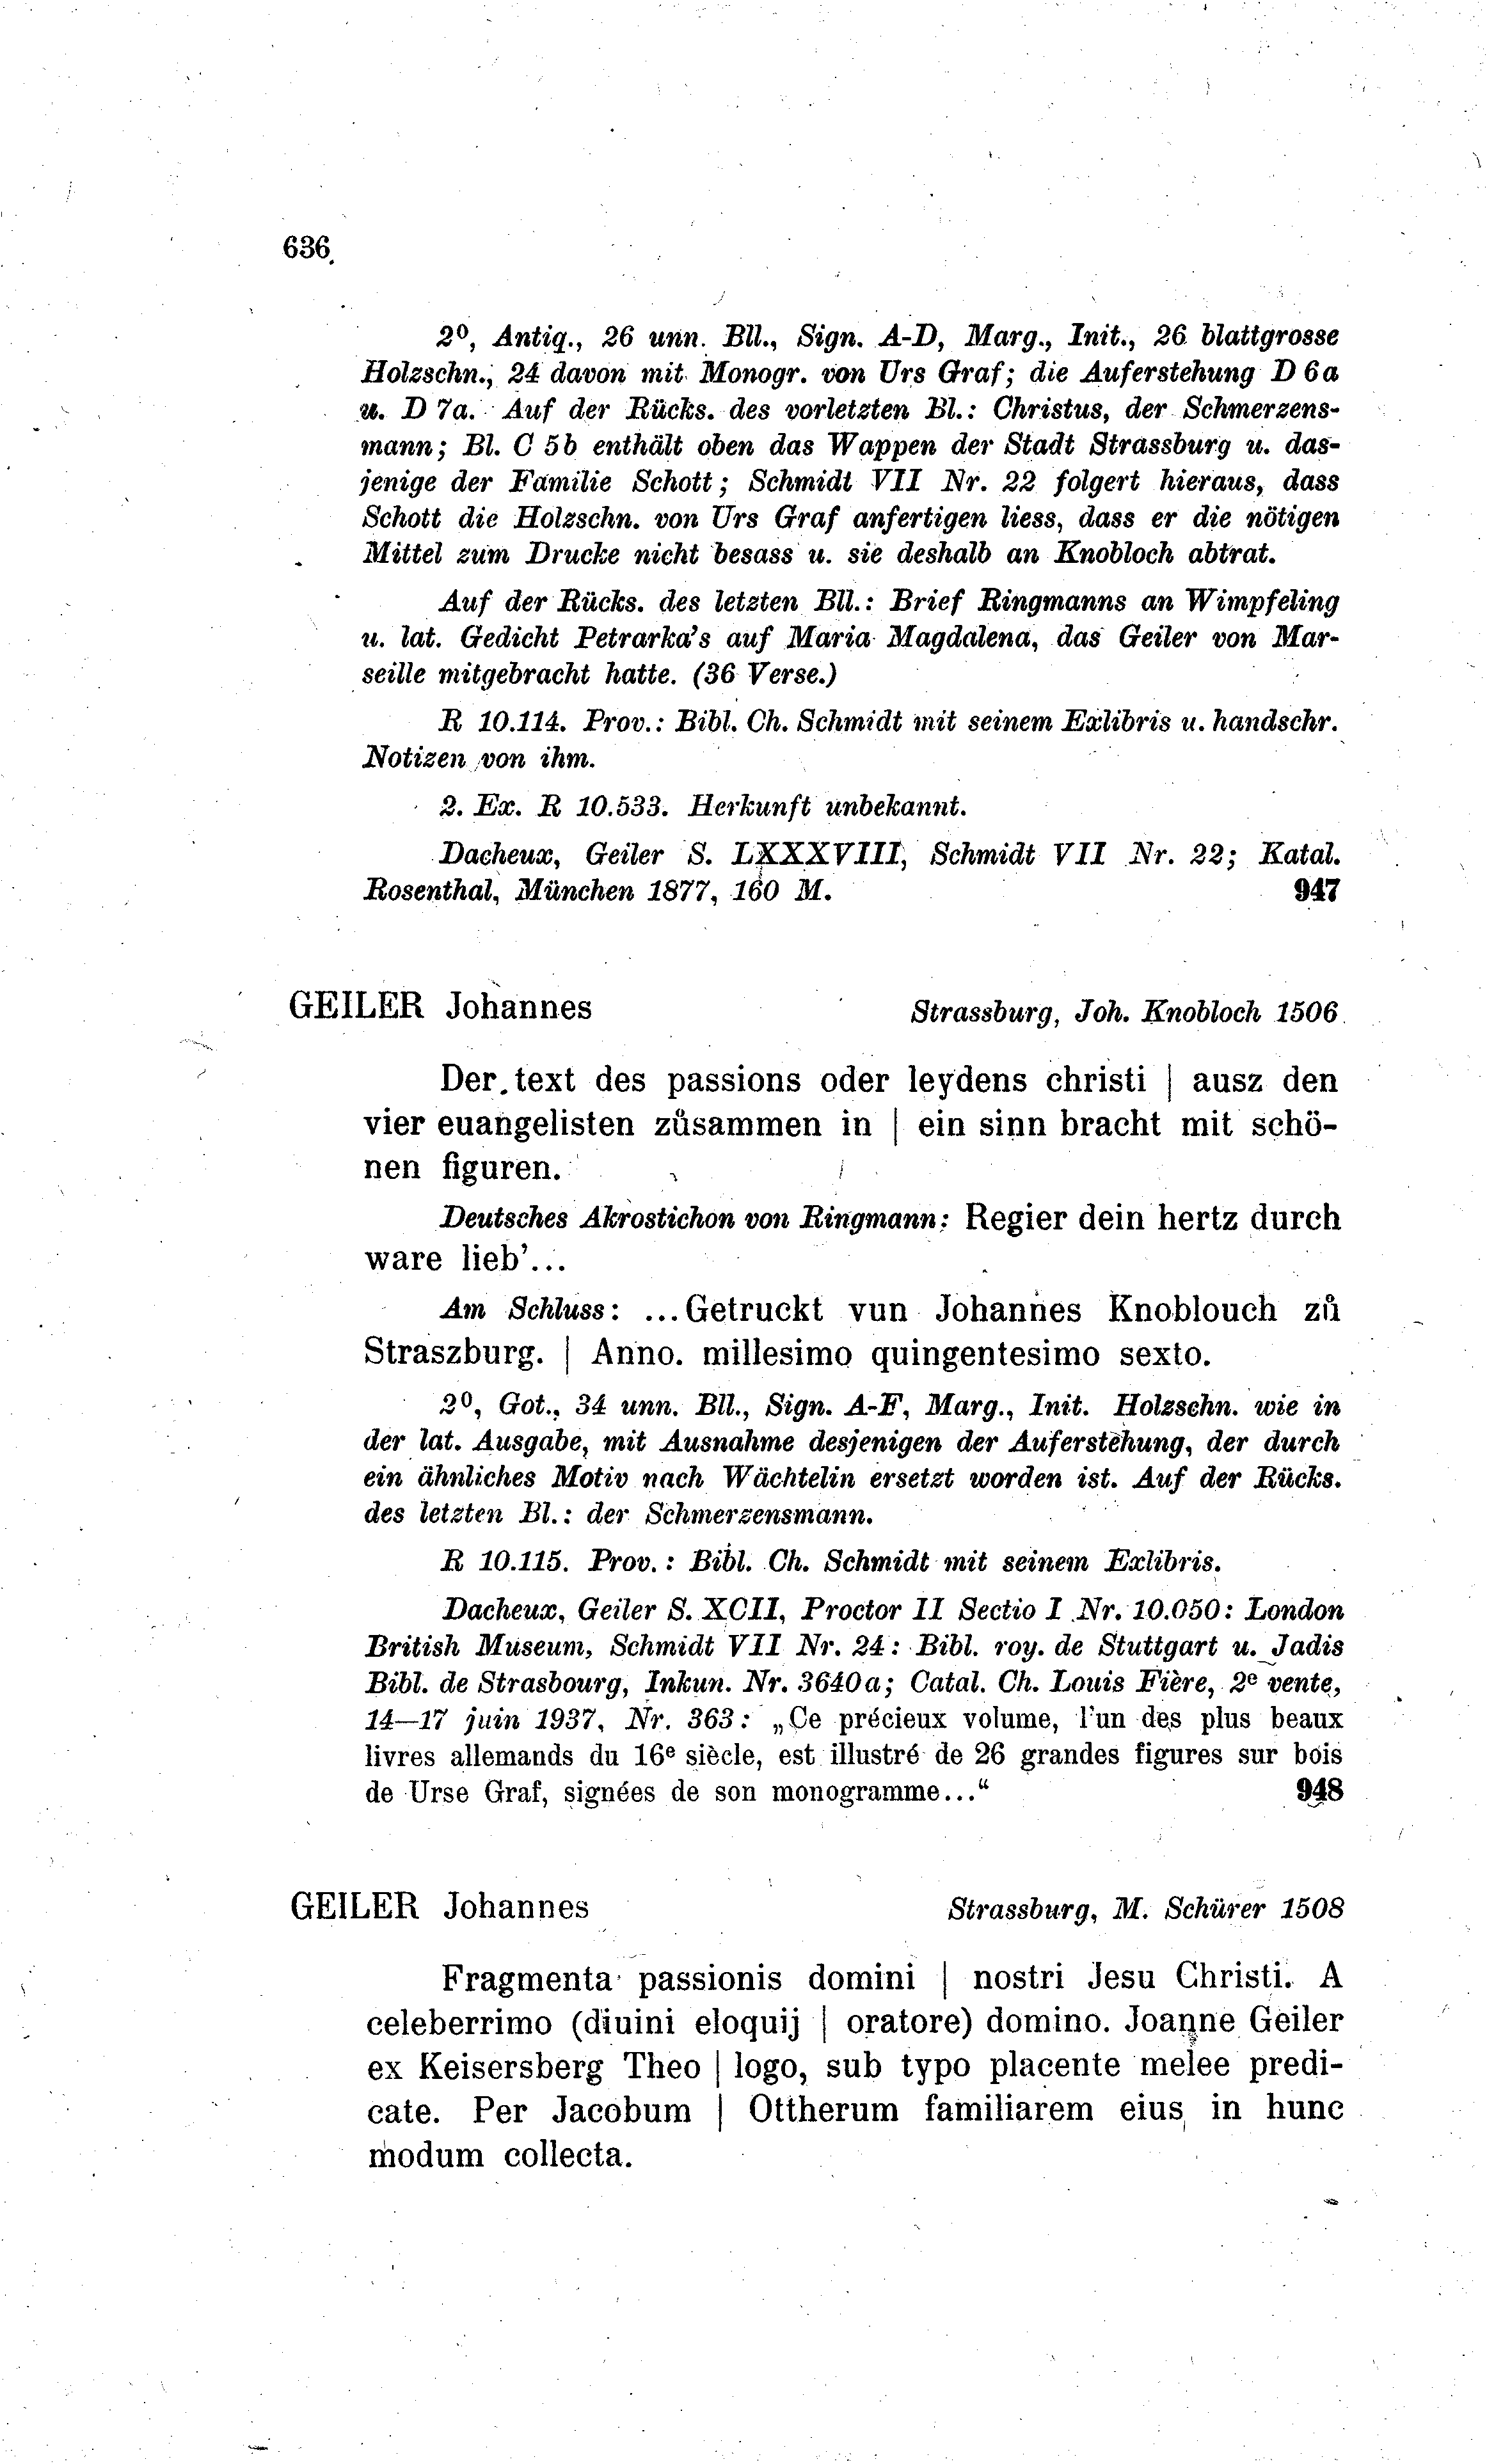 636
2⁰, Antiq., 26 unn. Bll., Sign. A-D, Marg., Init., 26 blattgrosse
Holzschn., 24 davon mit Monogr. von Urs Graf; die Auferstehung D 6a
u. D 7a. Auf der Rücks. des vorletzten Bl.: Christus, der Schmerzens-
mann; Bl. C 5b enthält oben das Wappen der Stadt Strassburg u. das-
jenige der Familie Schott; Schmidt VII Nr. 22 folgert hieraus, dass
Schott die Holzschn. von Urs Graf anfertigen liess, dass er die nötigen
Mittel zum Drucke nicht besass u. sie deshalb an Knobloch abtrat.
Auf der Rücks. des letzten Bll.: Brief Ringmanns an Wimpfeling
u. lat. Gedicht Petrarka's auf Maria Magdalena, das Geiler von Mar-
seille mitgebracht hatte. (36 Verse.)
R 10.114. Prov.: Bibl. Ch. Schmidt mit seinem Exlibris u. handschr.
Notizen von ihm.
2. Ex. R 10.533. Herkunft unbekannt.
Dacheux, Geiler S. LXXXVIII, Schmidt VII Nr. 22; Katal.
Rosenthal, München 1877, 160 M. 947
GEILER Johannes Strassburg, Joh. Knobloch 1506
Der text des passions oder leydens christi | ausz den
vier euangelisten zůsammen in | ein sinn bracht mit schö-
nen figuren.
Deutsches Akrostichon von Ringmann: Regier dein hertz durch
ware lieb'...
Am Schluss: ...Getruckt vun Johannes Knoblouch zů
Straszburg. | Anno. millesimo quingentesimo sexto.
2⁰, Got., 34 unn. Bll., Sign. A-F, Marg., Init. Holzschn. wie in
der lat. Ausgabe, mit Ausnahme desjenigen der Auferstehung, der durch
ein ähnliches Motiv nach Wächtelin ersetzt worden ist. Auf der Rücks.
des letzten Bl.: der Schmerzensmann.
R 10.115. Prov.: Bibl. Ch. Schmidt mit seinem Exlibris.
Dacheux, Geiler S. XCII, Proctor II Sectio I Nr. 10.050: London
British Museum, Schmidt VII Nr. 24: Bibl. roy. de Stuttgart u. Jadis
Bibl. de Strasbourg, Inkun. Nr. 3640a; Catal. Ch. Louis Fière, 2ᵉ vente,
14—17 juin 1937, Nr. 363: „Ce précieux volume, l'un des plus beaux
livres allemands du 16ᵉ siècle, est illustré de 26 grandes figures sur bois
de Urse Graf, signées de son monogramme...“ 948
GEILER Johannes Strassburg, M. Schürer 1508
Fragmenta passionis domini | nostri Jesu Christi. A
celeberrimo (diuini eloquij | oratore) domino. Joanne Geiler
ex Keisersberg Theo | logo, sub typo placente melee predi-
cate. Per Jacobum | Ottherum familiarem eius in hunc
modum collecta.